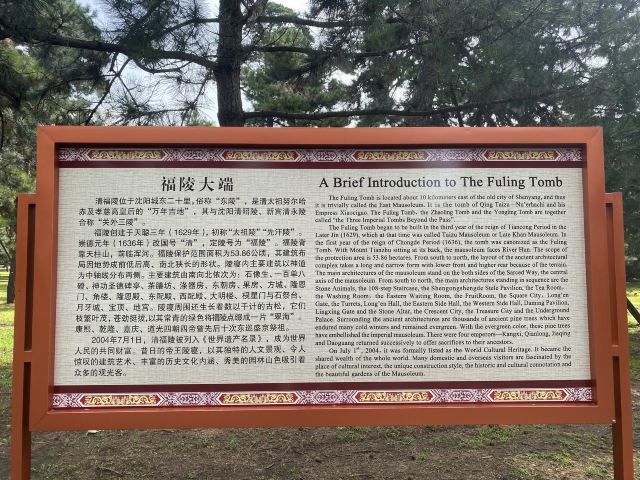 福陵大端
清福陵位于沈阳城东二十里,俗称“东陵”,是清太祖努尔哈
赤及孝慈高皇后的“万年吉地”,其与沈阳清昭陵、新宾清永陵
合称“关外三陵”。
福陵创建于天聪三年(1629年),初称“太祖陵”、“先汗陵”,
崇德元年(1636年)改国号“清”,定陵号为“福陵”。福陵背
靠天柱山,前临浑河。福陵保护范围面积为53.86公顷,其建筑布
局因地势成前低后高、南北狭长的形状。陵寝内主要建筑以神道
为中轴线分布两侧。主要建筑由南向北依次为:石像生、一百单八
磴、神功圣德碑亭、茶膳坊、涤器房、东朝房、果房、方城、隆恩
门、角楼、隆恩殿、东配殿、西配殿、大明楼、棂星门与石祭台、
月牙城、宝顶、地宫。陵寝周围还生长着数以千计的古松,它们
枝繁叶茂,苍劲挺拔,以其常青的绿色将福陵点缀成一片“翠海”。
康熙、乾隆、嘉庆、道光四朝四帝曾先后十次东巡盛京祭祖。
2004年7月1日,清福陵被列入《世界遗产名录》,成为世界
人民的共同财富。昔日的帝王陵寝,以其独特的人文景观、令人
惊叹的建筑艺术、丰富的历史文化内涵、秀美的园林山色吸引着
众多的观光客。
A Brief Introduction to The Fuling Tomb
The Fuling Tomb is located about 10 kilometers east of the old city of Shenyang, and thus
it is trivially called the East Mausoleum. It is the tomb of Qing Taizu—Nu'erhachi and his
Empress Xiaocigao. The Fuling Tomb, the Zhaoling Tomb and the Yongling Tomb are together
called "the Three Imperial Tombs Beyond the Pass".
The Fuling Tomb began to be built in the third year of the reign of Tiancong Period in the
Later Jin (1629), which at that time was called Taizu Mausoleum or Late Khan Mausoleum. In
the first year of the reign of Chongde Period (1636), the tomb was canonized as the Fuling
Tomb. With Mount Tianzhu sitting at its back, the mausoleum faces River Hun. The scope of
the protection area is 53.86 hectares. From south to north, the layout of the ancient architectural
complex takes a long and narrow form with lower front and higher rear because of the terrain.
The main architectures of the mausoleum stand on the both sides of the Sacred Way, the central
axis of the mausoleum. From south to north, the main architectures standing in sequence are the
Stone Animals, the 108-step Staircase, the Shengongshengde Stele Pavilion, the Tea Room,
the Washing Room, the Eastern Waiting Room, the FruitRoom, the Square City, Long'en
Gate, the Turrets, Long'en Hall, the Eastern Side Hall, the Western Side Hall, Daming Pavilion,
Lingxing Gate and the Stone Altar, the Crescent City, the Treasure City and the Underground
Palace. Surrounding the ancient architectures are thousands of ancient pine trees which have
endured many cold winters and remained evergreen. With the evergreen color, these pine trees
have embellished the imperial mausoleum. There were four emperors—Kangxi, Qianlong, Jiaqing
and Daoguang returned successively to offer sacrifices to their ancestors.
On July 1st, 2004, it was formally listed as the World Cultural Heritage. It became the
shared wealth of the whole world. Many domestic and overseas visitors are fascinated by the
place of cultural interest, the unique construction style, the historic and cultural connotation and
the beautiful gardens of the Mausoleum.